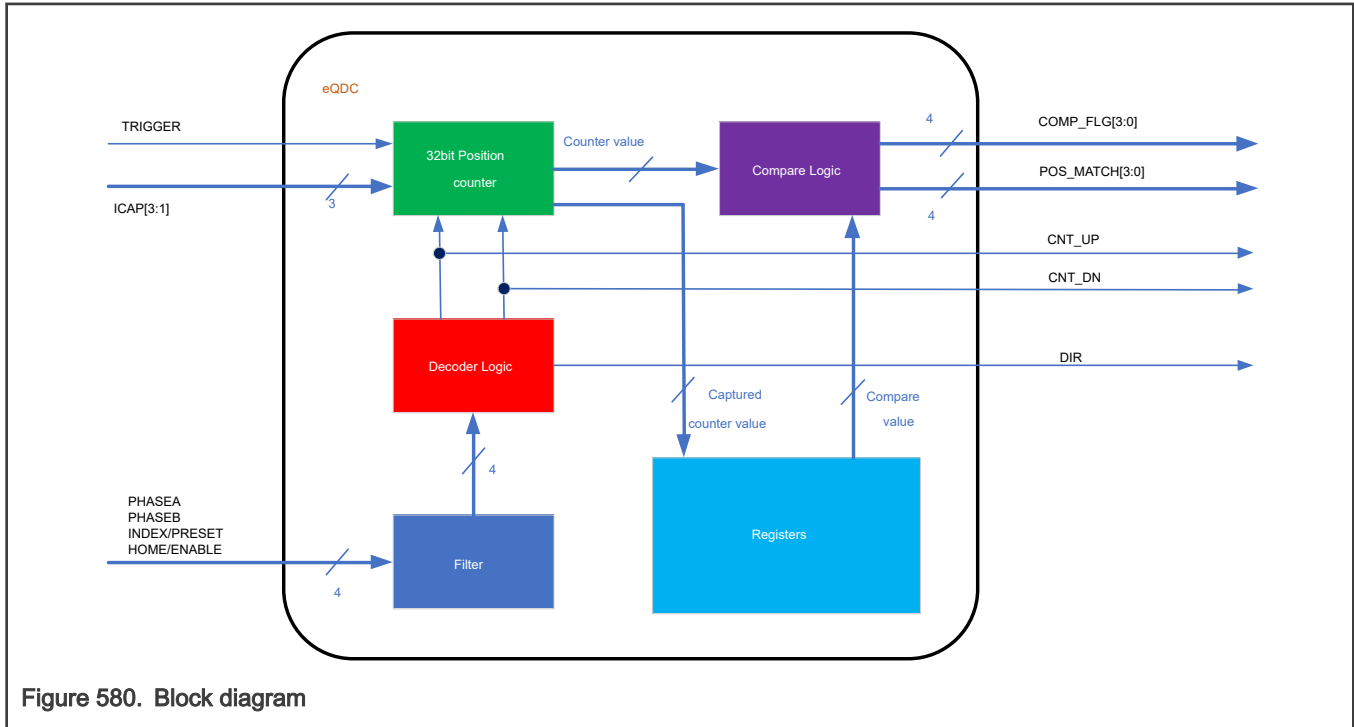 eQDC
TRIGGER
ICAP[3:1]
3
32bit Position
counter
Counter value
Compare Logic
4
COMP_FLG[3:0]
POS_MATCH[3:0]
4
CNT_UP
CNT_DN
Decoder Logic
DIR
Captured
counter value
Compare
value
4
PHASEA
PHASEB
INDEX/PRESET
HOME/ENABLE
4
Filter
Registers
Figure 580. Block diagram